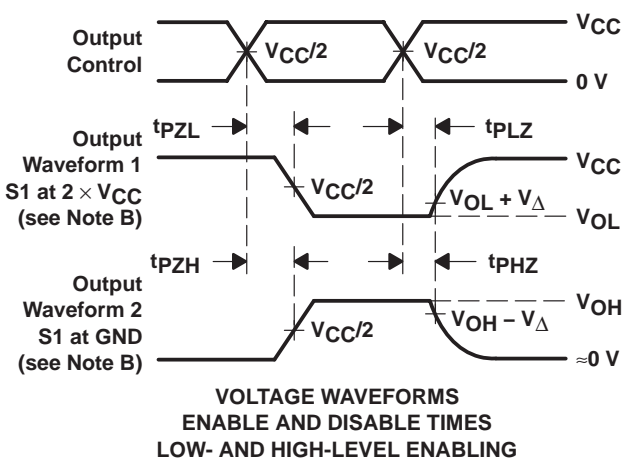 Output
Control
VCC/2
VCC/2
VCC
0 V
tPZL
tPLZ
Output
Waveform 1
S1 at 2 × VCC
(see Note B)
VCC/2
VCC
VOL + VΔ
VOL
tPZH
tPHZ
Output
Waveform 2
S1 at GND
(see Note B)
VCC/2
VOH
VOH − VΔ
≈0 V
VOLTAGE WAVEFORMS
ENABLE AND DISABLE TIMES
LOW- AND HIGH-LEVEL ENABLING